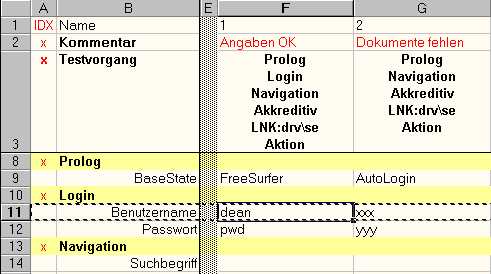 A B E F G
1 IDX Name 1 2
2 x Kommentar Angaben OK Dokumente fehlen
x Testvorgang Prolog Prolog
Login Navigation
Navigation Akkreditiv
Akkreditiv LNK:drv\se
LNK:drv\se Aktion
3 Aktion
8 x Prolog
9 BaseState FreeSurfer AutoLogin
10 x Login
11 Benutzername dean xxx
12 Passwort pwd yyy
13 x Navigation
14 Suchbegriff